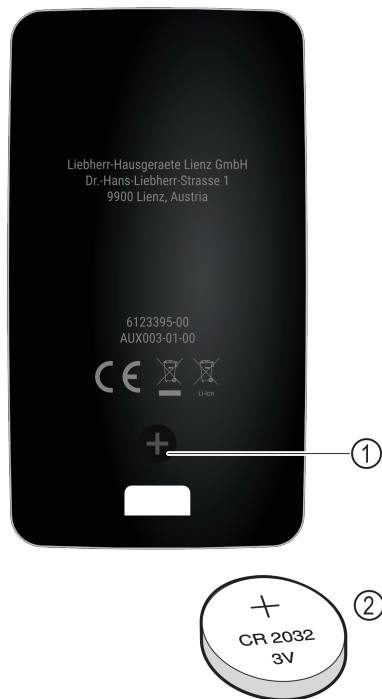 Liebherr-Hausgeraete Lienz GmbH
Dr.-Hans-Liebherr-Strasse 1
9900 Lienz, Austria
6123395-00
AUX003-01-00
CE
Li-Ion
+
1
+
CR 2032
3V
2